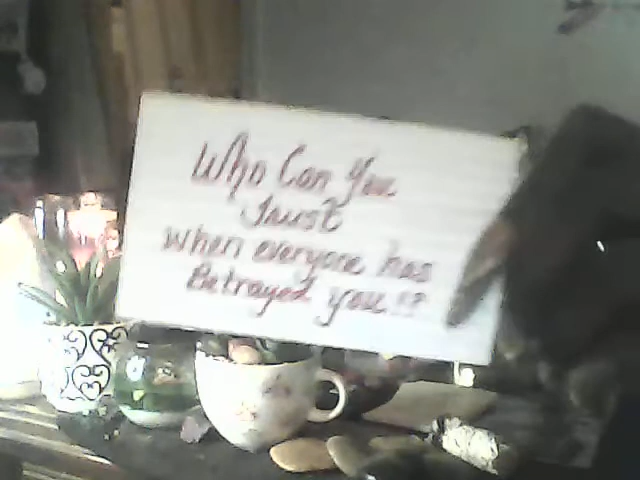 Who Can You
Trust
When everyone has
Betrayed you!!?